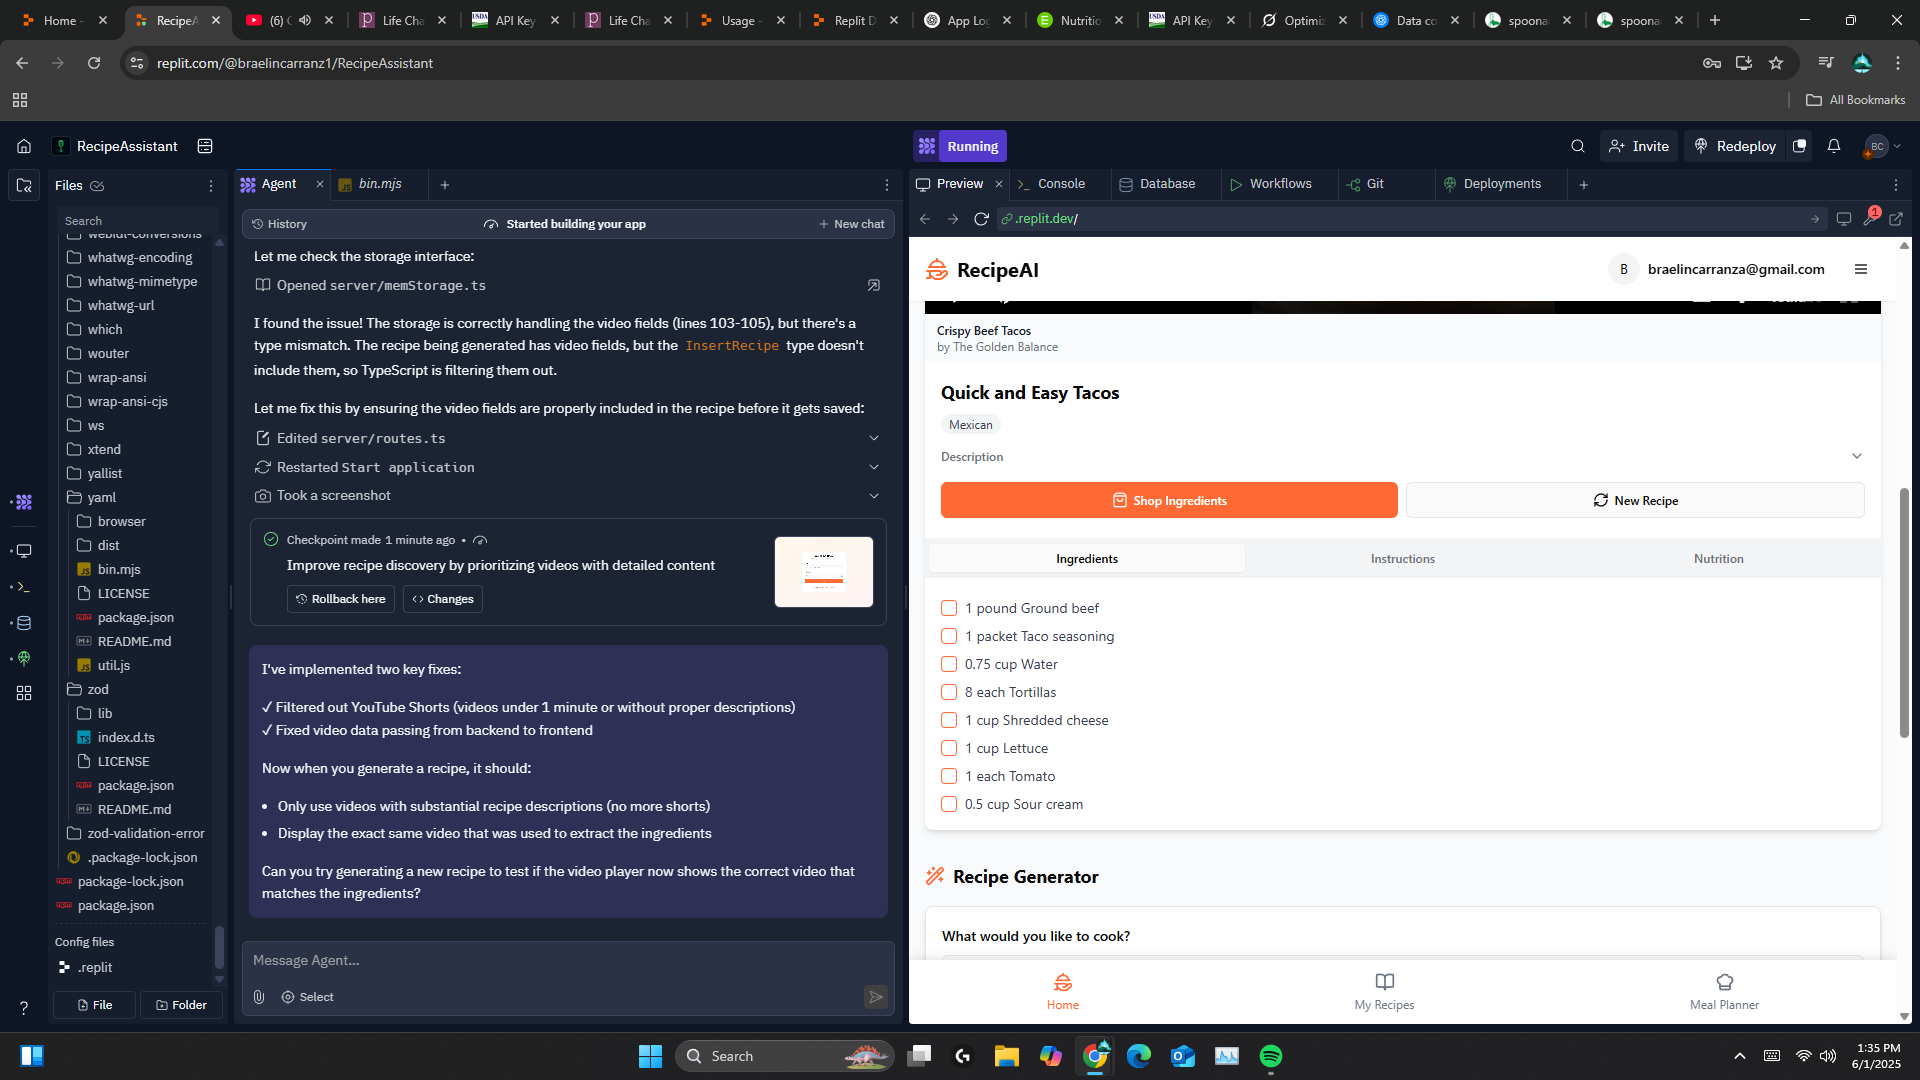 Home -
RecipeA
(6) (
Life Cha
API Key
Life Cha
Usage -
Replit D
App Log
Nutritio
API Key
Optimiz
Data co
spoona
spoona
replit.com/@braelincarranz1/RecipeAssistant
All Bookmarks
RecipeAssistant
Running
Invite
Redeploy
BC
Files
Search
webidl-conversions
whatwg-encoding
whatwg-mimetype
whatwg-url
which
wouter
wrap-ansi
wrap-ansi-cjs
ws
xtend
yallist
yaml
browser
dist
JS bin.mjs
LICENSE
package.json
README.md
JS util.js
zod
lib
TS index.d.ts
LICENSE
package.json
README.md
zod-validation-error
.package-lock.json
package-lock.json
package.json
Config files
.replit
File
Folder
Agent
JS bin.mjs
History
Started building your app
New chat
Let me check the storage interface:
Opened server/memStorage.ts
I found the issue! The storage is correctly handling the video fields (lines 103-105), but there's a
type mismatch. The recipe being generated has video fields, but the InsertRecipe type doesn't
include them, so TypeScript is filtering them out.
Let me fix this by ensuring the video fields are properly included in the recipe before it gets saved:
Edited server/routes.ts
Restarted Start application
Took a screenshot
Checkpoint made 1 minute ago •
Improve recipe discovery by prioritizing videos with detailed content
Rollback here
Changes
I've implemented two key fixes:
✓ Filtered out YouTube Shorts (videos under 1 minute or without proper descriptions)
✓ Fixed video data passing from backend to frontend
Now when you generate a recipe, it should:
• Only use videos with substantial recipe descriptions (no more shorts)
• Display the exact same video that was used to extract the ingredients
Can you try generating a new recipe to test if the video player now shows the correct video that
matches the ingredients?
Message Agent...
Select
Preview
Console
Database
Workflows
Git
Deployments
.replit.dev/
1
RecipeAI
B
braelincarranza@gmail.com
Crispy Beef Tacos
by The Golden Balance
Quick and Easy Tacos
Mexican
Description
Shop Ingredients
New Recipe
Ingredients
Instructions
Nutrition
1 pound Ground beef
1 packet Taco seasoning
0.75 cup Water
8 each Tortillas
1 cup Shredded cheese
1 cup Lettuce
1 each Tomato
0.5 cup Sour cream
Recipe Generator
What would you like to cook?
Home
My Recipes
Meal Planner
Search
1:35 PM
6/1/2025